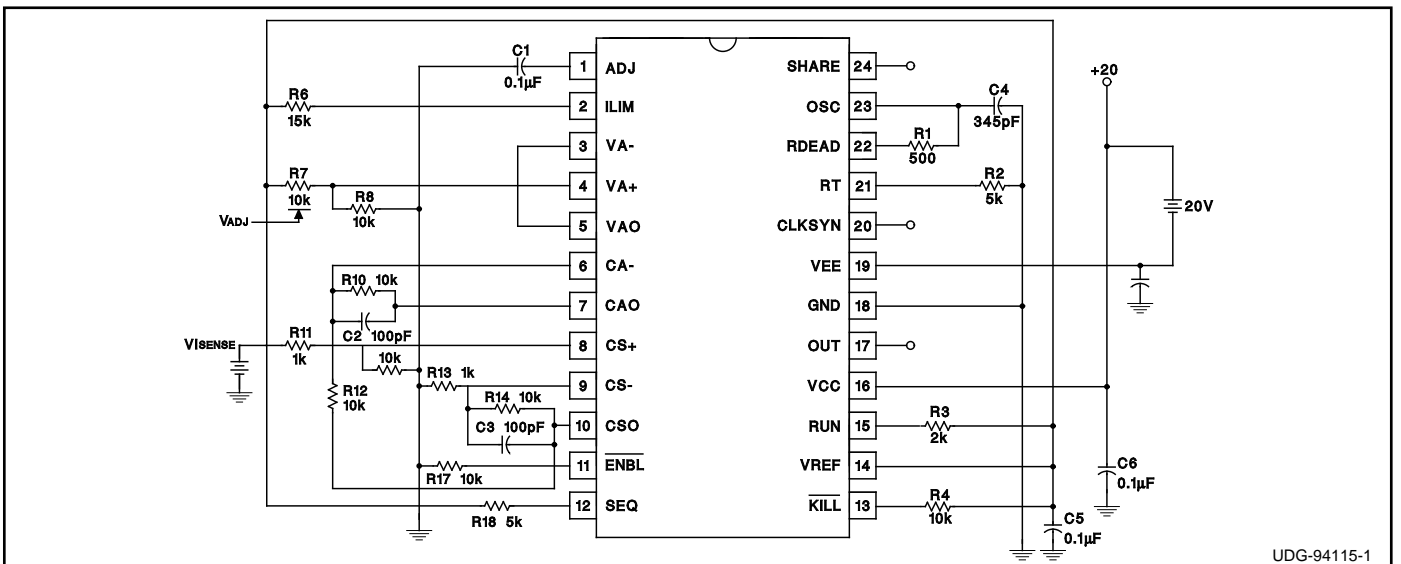 C1
0.1µF
1 ADJ
R6
15k
2 ILIM
3 VA-
R7
10k
4 VA+
R8
10k
VADJ
5 VAO
6 CA-
R10 10k
7 CAO
C2 100pF
VISENSE
R11
1k
8 CS+
10k
R13 1k
9 CS-
R12
10k
R14 10k
C3 100pF
10 CSO
11 ENBL
R17 10k
12 SEQ
R18 5k
SHARE 24
OSC 23
C4
345pF
RDEAD 22
R1
500
RT 21
R2
5k
CLKSYN 20
VEE 19
GND 18
OUT 17
VCC 16
RUN 15
R3
2k
VREF 14
KILL 13
R4
10k
+20
20V
C6
0.1µF
C5
0.1µF
UDG-94115-1